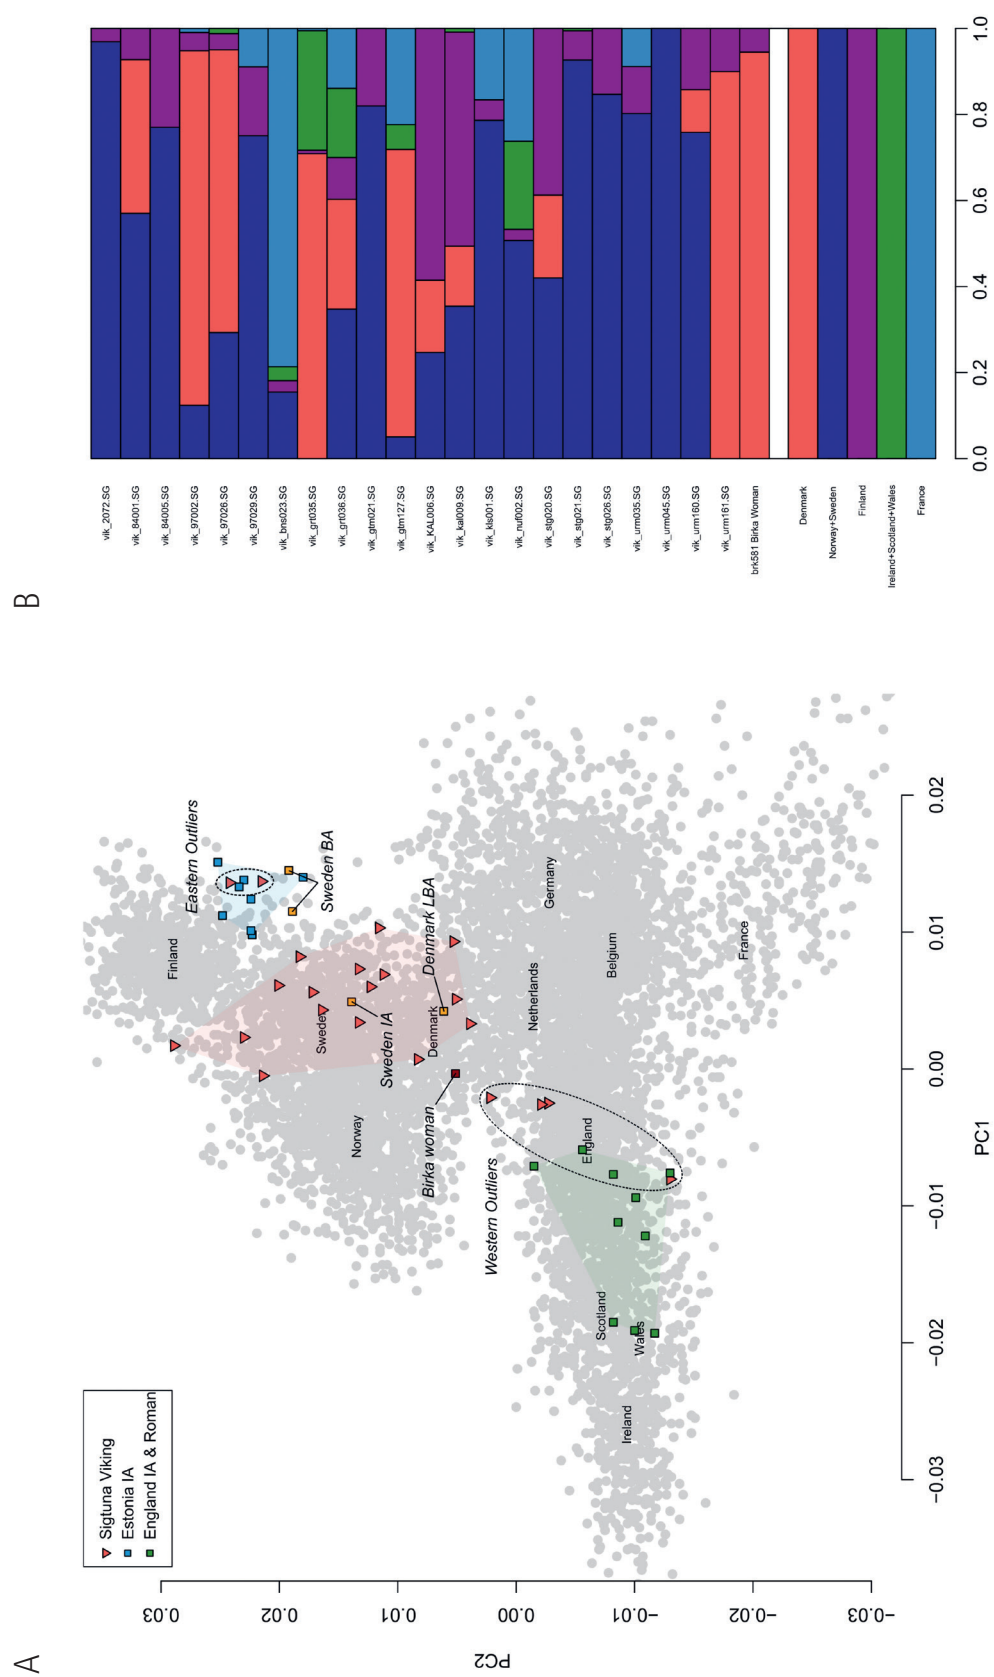 A
Sigtuna Viking
Estonia IA
England IA & Roman
Finland
Eastern Outliers
Sweden BA
Sweden
Sweden IA
Denmark LBA
Denmark
Norway
Birka woman
Western Outliers
Germany
Netherlands
Belgium
France
England
Scotland
Wales
Ireland
PC2
0.03
0.02
0.01
0.00
−0.01
−0.02
−0.03
PC1
−0.03
−0.02
−0.01
0.00
0.01
0.02
B
vik_2072.SG
vik_84001.SG
vik_84005.SG
vik_97002.SG
vik_97026.SG
vik_97029.SG
vik_bns023.SG
vik_grt035.SG
vik_grt036.SG
vik_gtm021.SG
vik_gtm127.SG
vik_KAL006.SG
vik_kal009.SG
vik_kls001.SG
vik_nuf002.SG
vik_stg020.SG
vik_stg021.SG
vik_stg026.SG
vik_urm035.SG
vik_urm045.SG
vik_urm160.SG
vik_urm161.SG
brk581 Birka Woman
Denmark
Norway+Sweden
Finland
Ireland+Scotland+Wales
France
0.0
0.2
0.4
0.6
0.8
1.0